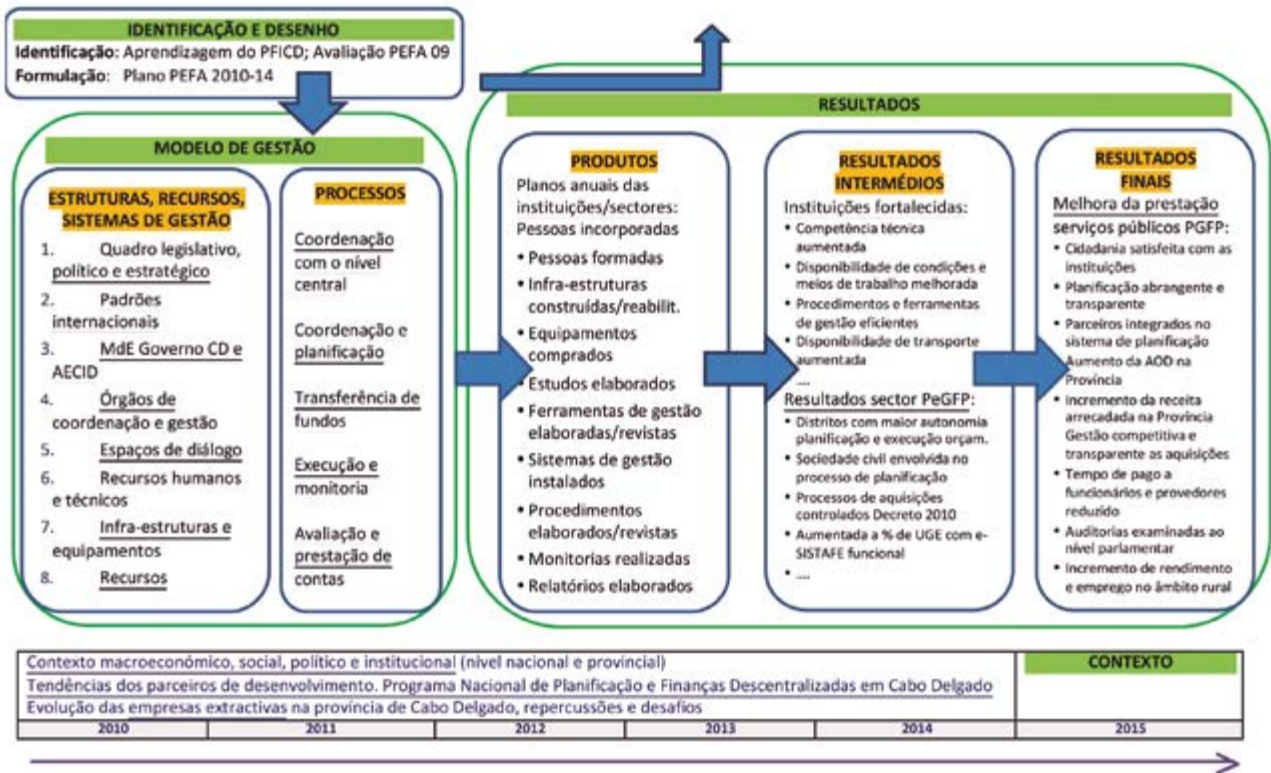 IDENTIFICAÇÃO E DESENHO
Identificação: Aprendizagem do PFICD; Avaliação PEFA 09
Formulação: Plano PEFA 2010-14
MODELO DE GESTÃO
ESTRUTURAS, RECURSOS,
SISTEMAS DE GESTÃO
1. Quadro legislativo,
político e estratégico
2. Padrões
internacionais
3. MdE Governo CD e
AECID
4. Órgãos de
coordenação e gestão
5. Espaços de diálogo
6. Recursos humanos
e técnicos
7. Infra-estruturas e
equipamentos
8. Recursos
PROCESSOS
Coordenação
com o nível
central
Coordenação e
planificação
Transferência de
fundos
Execução e
monitoria
Avaliação e
prestação de
contas
RESULTADOS
PRODUTOS
Planos anuais das
instituições/sectores:
Pessoas incorporadas
• Pessoas formadas
• Infra-estruturas
construídas/reabilit.
• Equipamentos
comprados
• Estudos elaborados
• Ferramentas de gestão
elaboradas/revistas
• Sistemas de gestão
instalados
• Procedimentos
elaborados/revistas
• Monitorias realizadas
• Relatórios elaborados
RESULTADOS
INTERMÉDIOS
Instituições fortalecidas:
• Competência técnica
aumentada
• Disponibilidade de condições e
meios de trabalho melhorada
• Procedimentos e ferramentas
de gestão eficientes
• Disponibilidade de transporte
aumentada
....
Resultados sector PeGFP:
• Distritos com maior autonomia
planificação e execução orçam.
• Sociedade civil envolvida no
processo de planificação
• Processos de aquisições
controlados Decreto 2010
• Aumentada a % de UGE com e-
SISTAFE funcional
• ....
RESULTADOS
FINAIS
Melhora da prestação
serviços públicos PGFP:
• Cidadania satisfeita com as
instituições
• Planificação abrangente e
transparente
• Parceiros integrados no
sistema de planificação
Aumento da AOD na
Província
• Incremento da receita
arrecadada na Província
Gestão competitiva e
transparente as aquisições
• Tempo de pago a
funcionários e provedores
reduzido
• Auditorias examinadas ao
nível parlamentar
• Incremento de rendimento
e emprego no âmbito rural
Contexto macroeconómico, social, político e institucional (nível nacional e provincial)
CONTEXTO
Tendências dos parceiros de desenvolvimento. Programa Nacional de Planificação e Finanças Descentralizadas em Cabo Delgado
Evolução das empresas extractivas na província de Cabo Delgado, repercussões e desafios
2010 2011 2012 2013 2014 2015